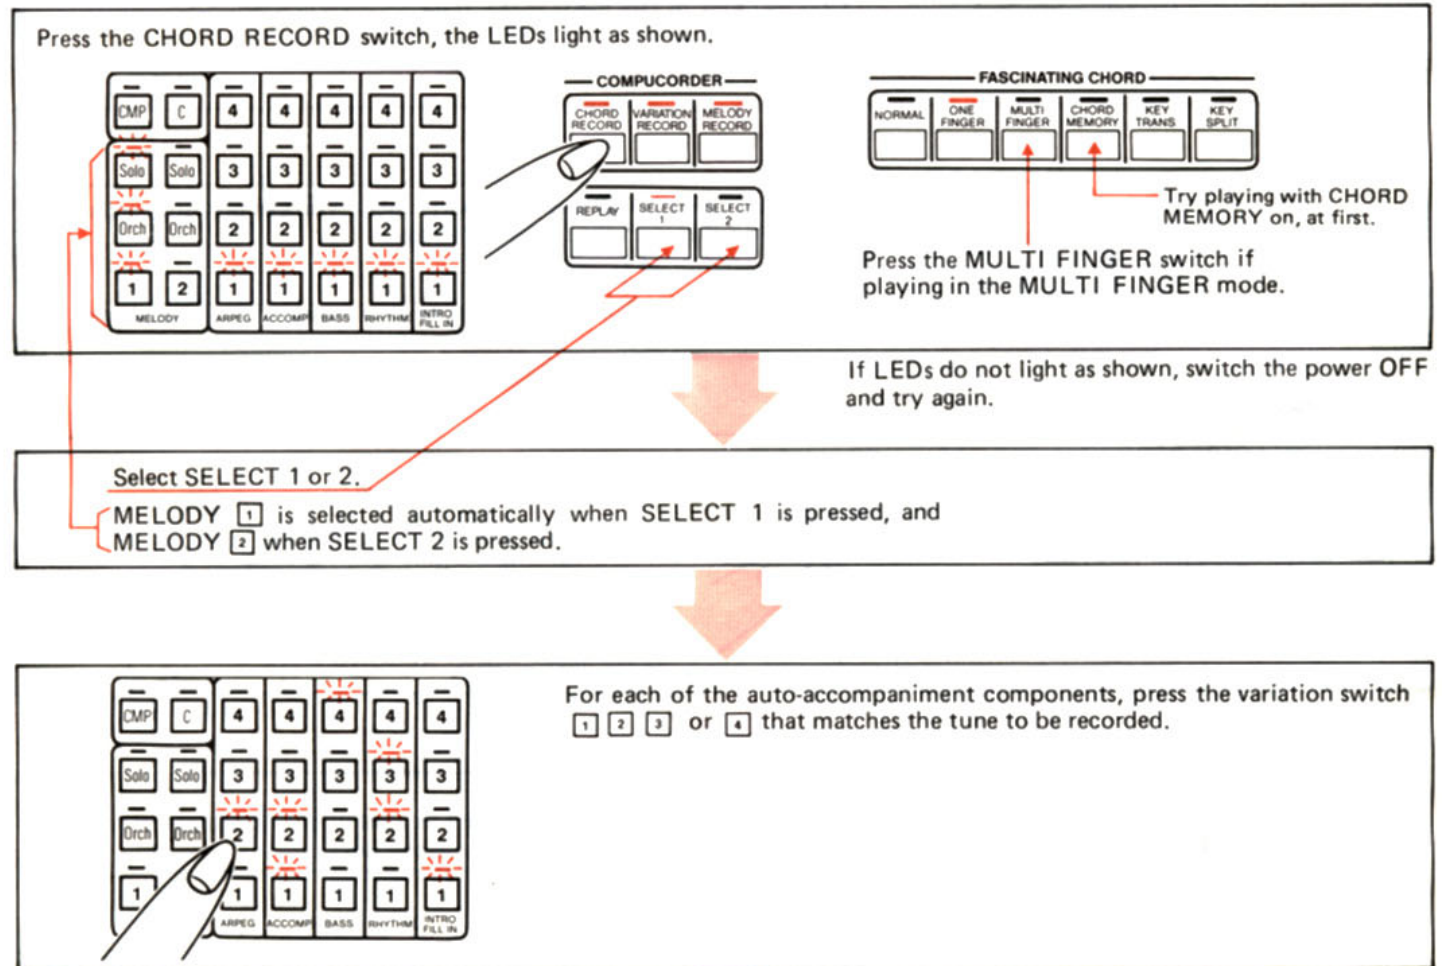 Press the CHORD RECORD switch, the LEDs light as shown.
COMPUCORDER
FASCINATING CHORD
CMP C 4 4 4 4 4
Solo Solo 3 3 3 3 3
Orch Orch 2 2 2 2 2
1 2 1 1 1 1 1
MELODY ARPEG ACCOMP BASS RHYTHM INTRO
FILL IN
CHORD RECORD
VARIATION RECORD
MELODY RECORD
REPLAY
SELECT 1
SELECT 2
NORMAL
ONE FINGER
MULTI FINGER
CHORD MEMORY
KEY TRANS
KEY SPLIT
Try playing with CHORD
MEMORY on, at first.
Press the MULTI FINGER switch if
playing in the MULTI FINGER mode.
If LEDs do not light as shown, switch the power OFF
and try again.
Select SELECT 1 or 2.
MELODY 1 is selected automatically when SELECT 1 is pressed, and
MELODY 2 when SELECT 2 is pressed.
CMP C 4 4 4 4 4
Solo Solo 3 3 3 3 3
Orch Orch 2 2 2 2 2
1 1 1 1 1 1
ARPEG ACCOMP BASS RHYTHM INTRO
FILL IN
For each of the auto-accompaniment components, press the variation switch
1 2 3 or 4 that matches the tune to be recorded.